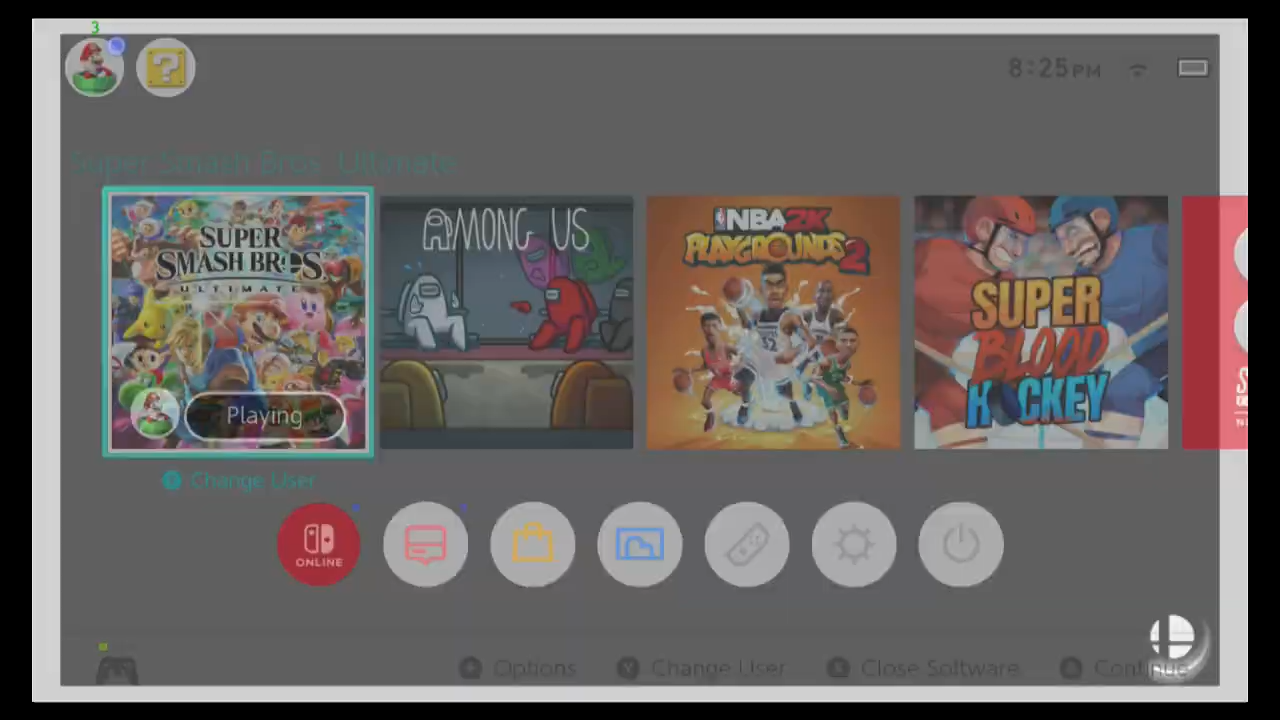 3
8:25 PM
Super Smash Bros. Ultimate
SUPER
SMASH BROS.
ULTIMATE
Playing
AMONG US
NBA 2K
PLAYGROUNDS 2
SUPER
BLOOD
HOCKEY
Change User
ONLINE
Options
Change User
Close Software
Continue